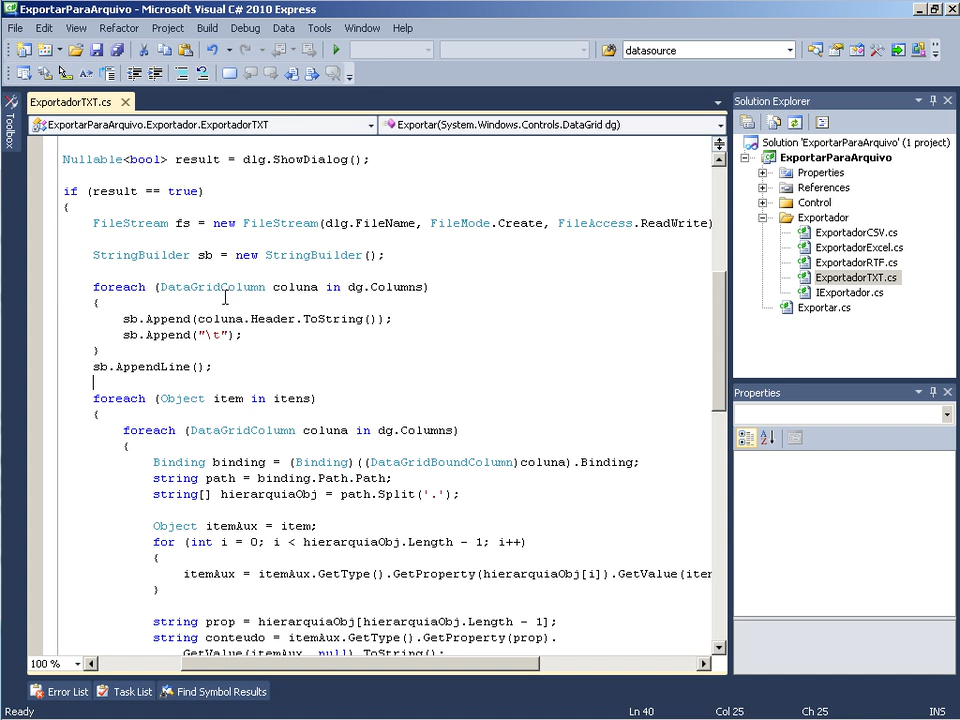 ExportarParaArquivo - Microsoft Visual C# 2010 Express
File Edit View Refactor Project Build Debug Data Tools Window Help
datasource
Toolbox
ExportadorTXT.cs
ExportarParaArquivo.Exportador.ExportadorTXT
Exportar(System.Windows.Controls.DataGrid dg)
Nullable<bool> result = dlg.ShowDialog();
if (result == true)
{
FileStream fs = new FileStream(dlg.FileName, FileMode.Create, FileAccess.ReadWrite)
StringBuilder sb = new StringBuilder();
foreach (DataGridColumn coluna in dg.Columns)
{
sb.Append(coluna.Header.ToString());
sb.Append("\t");
}
sb.AppendLine();
foreach (Object item in itens)
{
foreach (DataGridColumn coluna in dg.Columns)
{
Binding binding = (Binding)((DataGridBoundColumn)coluna).Binding;
string path = binding.Path.Path;
string[] hierarquiaObj = path.Split('.');
Object itemAux = item;
for (int i = 0; i < hierarquiaObj.Length - 1; i++)
{
itemAux = itemAux.GetType().GetProperty(hierarquiaObj[i]).GetValue(iten
}
string prop = hierarquiaObj[hierarquiaObj.Length - 1];
string conteudo = itemAux.GetType().GetProperty(prop).
GetValue(itemAux, null).ToString();
100 %
Solution Explorer
Solution 'ExportarParaArquivo' (1 project)
ExportarParaArquivo
Properties
References
Control
Exportador
ExportadorCSV.cs
ExportadorExcel.cs
ExportadorRTF.cs
ExportadorTXT.cs
IExportador.cs
Exportar.cs
Properties
Error List Task List Find Symbol Results
Ready Ln 40 Col 25 Ch 25 INS